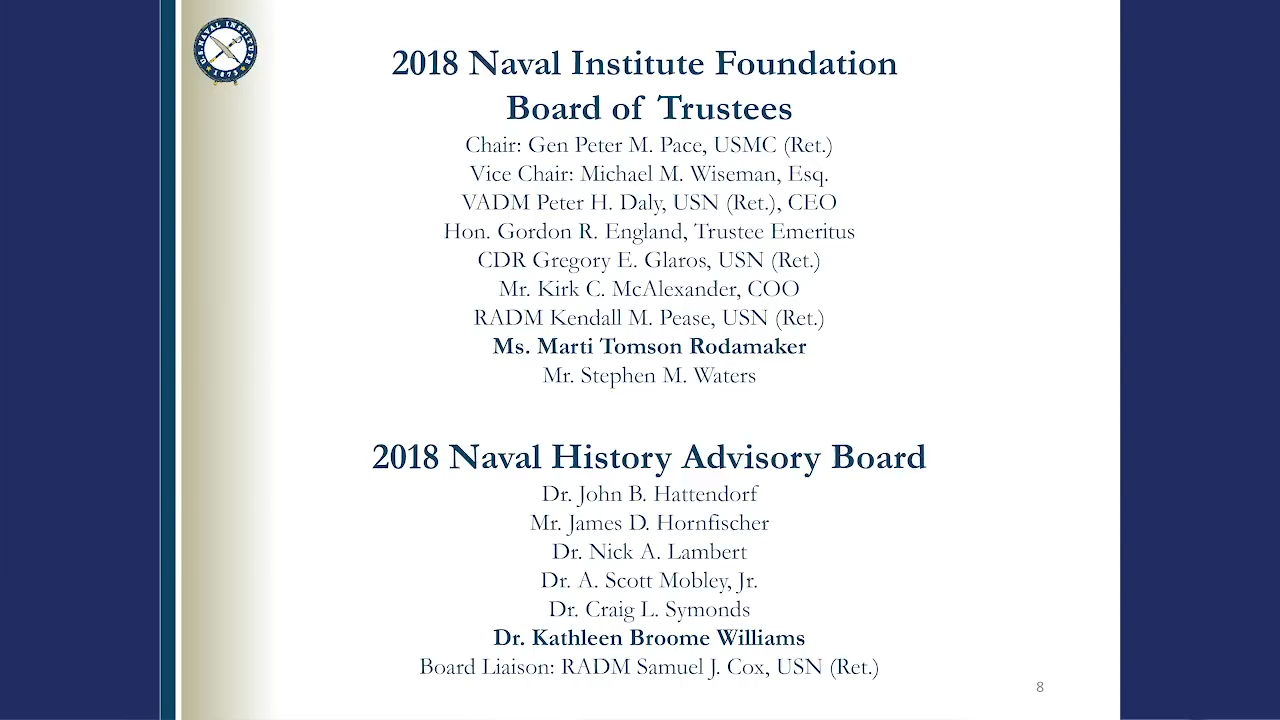 U.S. NAVAL INSTITUTE
1873
2018 Naval Institute Foundation
Board of Trustees
Chair: Gen Peter M. Pace, USMC (Ret.)
Vice Chair: Michael M. Wiseman, Esq.
VADM Peter H. Daly, USN (Ret.), CEO
Hon. Gordon R. England, Trustee Emeritus
CDR Gregory E. Glaros, USN (Ret.)
Mr. Kirk C. McAlexander, COO
RADM Kendall M. Pease, USN (Ret.)
Ms. Marti Tomson Rodamaker
Mr. Stephen M. Waters
2018 Naval History Advisory Board
Dr. John B. Hattendorf
Mr. James D. Hornfischer
Dr. Nick A. Lambert
Dr. A. Scott Mobley, Jr.
Dr. Craig L. Symonds
Dr. Kathleen Broome Williams
Board Liaison: RADM Samuel J. Cox, USN (Ret.)
8